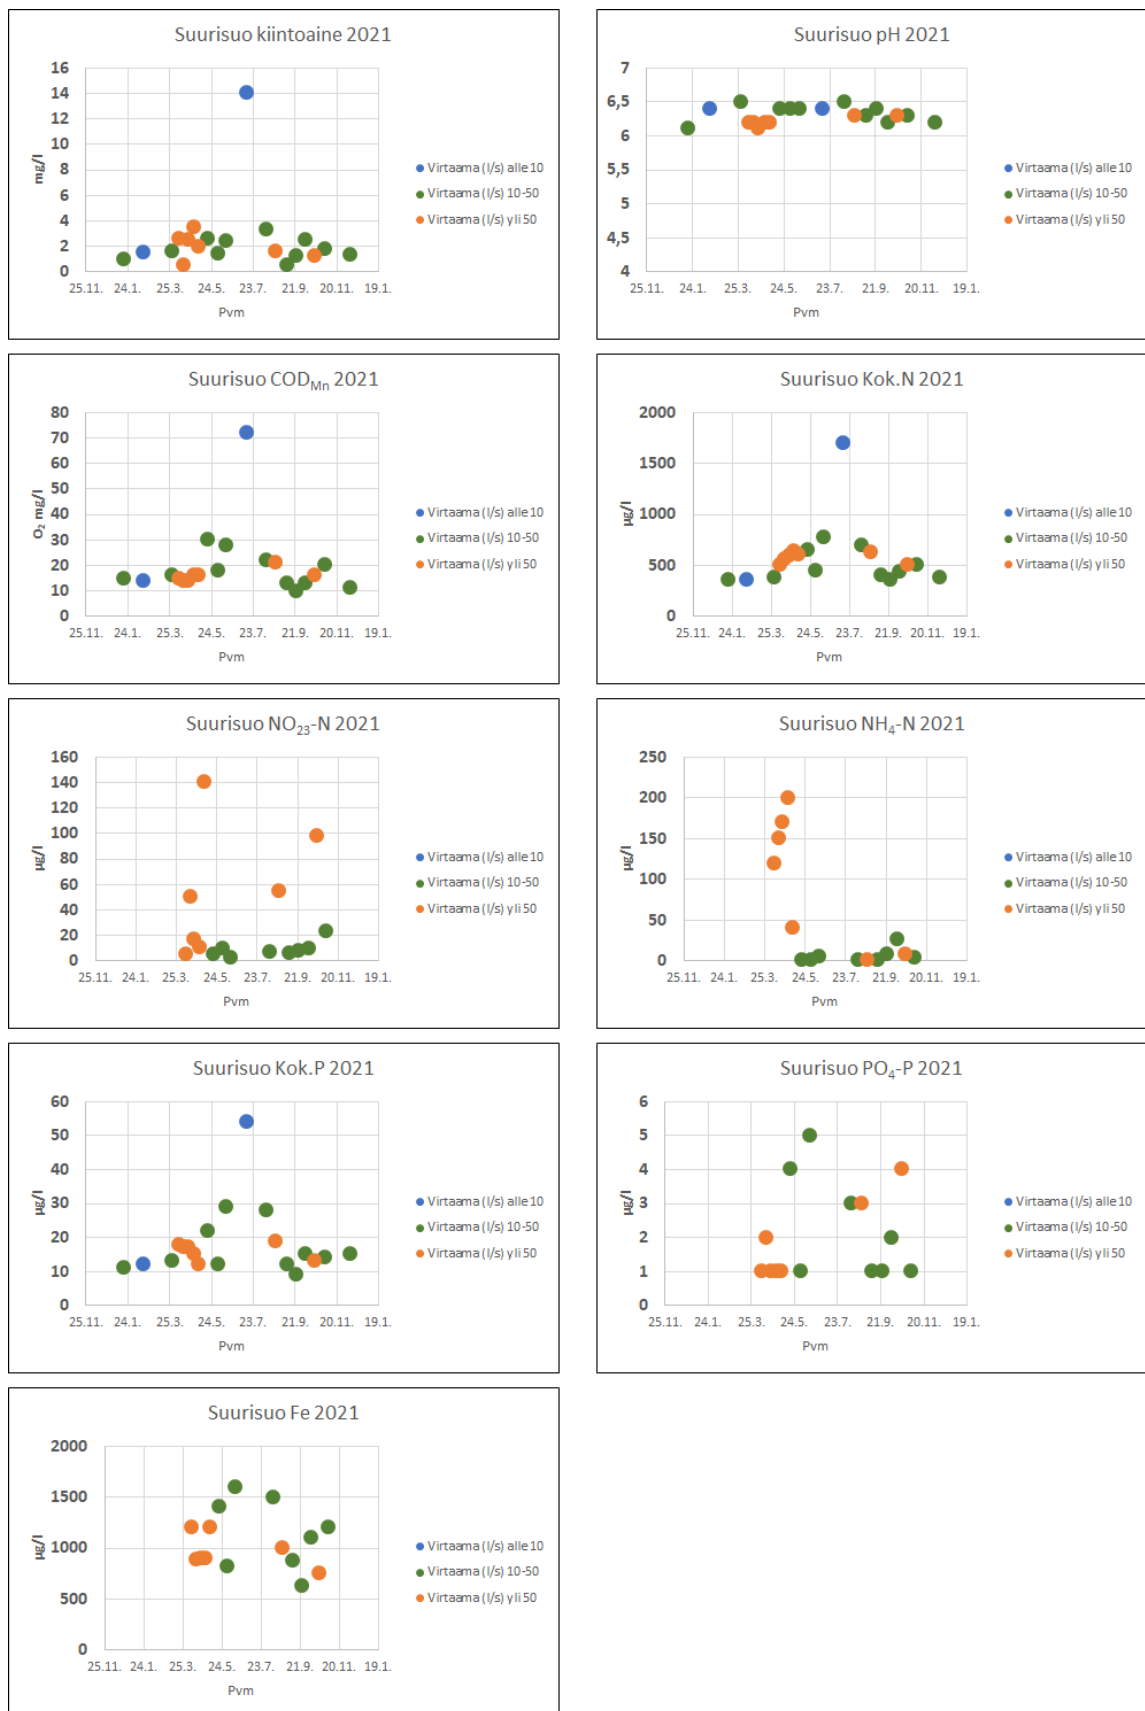 Suurisuo kiintoaine 2021
16
14
12
10
8
6
4
2
0
mg/l
25.11. 24.1. 25.3. 24.5. 23.7. 21.9. 20.11. 19.1.
Pvm
Virtaama (l/s) alle 10
Virtaama (l/s) 10-50
Virtaama (l/s) yli 50
Suurisuo pH 2021
7
6,5
6
5,5
5
4,5
4
25.11. 24.1. 25.3. 24.5. 23.7. 21.9. 20.11. 19.1.
Pvm
Virtaama (l/s) alle 10
Virtaama (l/s) 10-50
Virtaama (l/s) yli 50
Suurisuo COD_Mn 2021
80
70
60
50
40
30
20
10
0
O₂ mg/l
25.11. 24.1. 25.3. 24.5. 23.7. 21.9. 20.11. 19.1.
Pvm
Virtaama (l/s) alle 10
Virtaama (l/s) 10-50
Virtaama (l/s) yli 50
Suurisuo Kok.N 2021
2000
1500
1000
500
0
µg/l
25.11. 24.1. 25.3. 24.5. 23.7. 21.9. 20.11. 19.1.
Pvm
Virtaama (l/s) alle 10
Virtaama (l/s) 10-50
Virtaama (l/s) yli 50
Suurisuo NO₂₃-N 2021
160
140
120
100
80
60
40
20
0
µg/l
25.11. 24.1. 25.3. 24.5. 23.7. 21.9. 20.11. 19.1.
Pvm
Virtaama (l/s) alle 10
Virtaama (l/s) 10-50
Virtaama (l/s) yli 50
Suurisuo NH₄-N 2021
250
200
150
100
50
0
µg/l
25.11. 24.1. 25.3. 24.5. 23.7. 21.9. 20.11. 19.1.
Pvm
Virtaama (l/s) alle 10
Virtaama (l/s) 10-50
Virtaama (l/s) yli 50
Suurisuo Kok.P 2021
60
50
40
30
20
10
0
µg/l
25.11. 24.1. 25.3. 24.5. 23.7. 21.9. 20.11. 19.1.
Pvm
Virtaama (l/s) alle 10
Virtaama (l/s) 10-50
Virtaama (l/s) yli 50
Suurisuo PO₄-P 2021
6
5
4
3
2
1
0
µg/l
25.11. 24.1. 25.3. 24.5. 23.7. 21.9. 20.11. 19.1.
Pvm
Virtaama (l/s) alle 10
Virtaama (l/s) 10-50
Virtaama (l/s) yli 50
Suurisuo Fe 2021
2000
1500
1000
500
0
µg/l
25.11. 24.1. 25.3. 24.5. 23.7. 21.9. 20.11. 19.1.
Pvm
Virtaama (l/s) alle 10
Virtaama (l/s) 10-50
Virtaama (l/s) yli 50